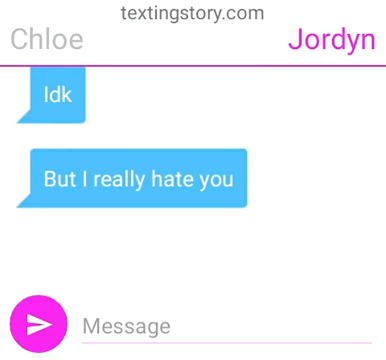 textingstory.com
Chloe
Jordyn
Idk
But I really hate you
Message